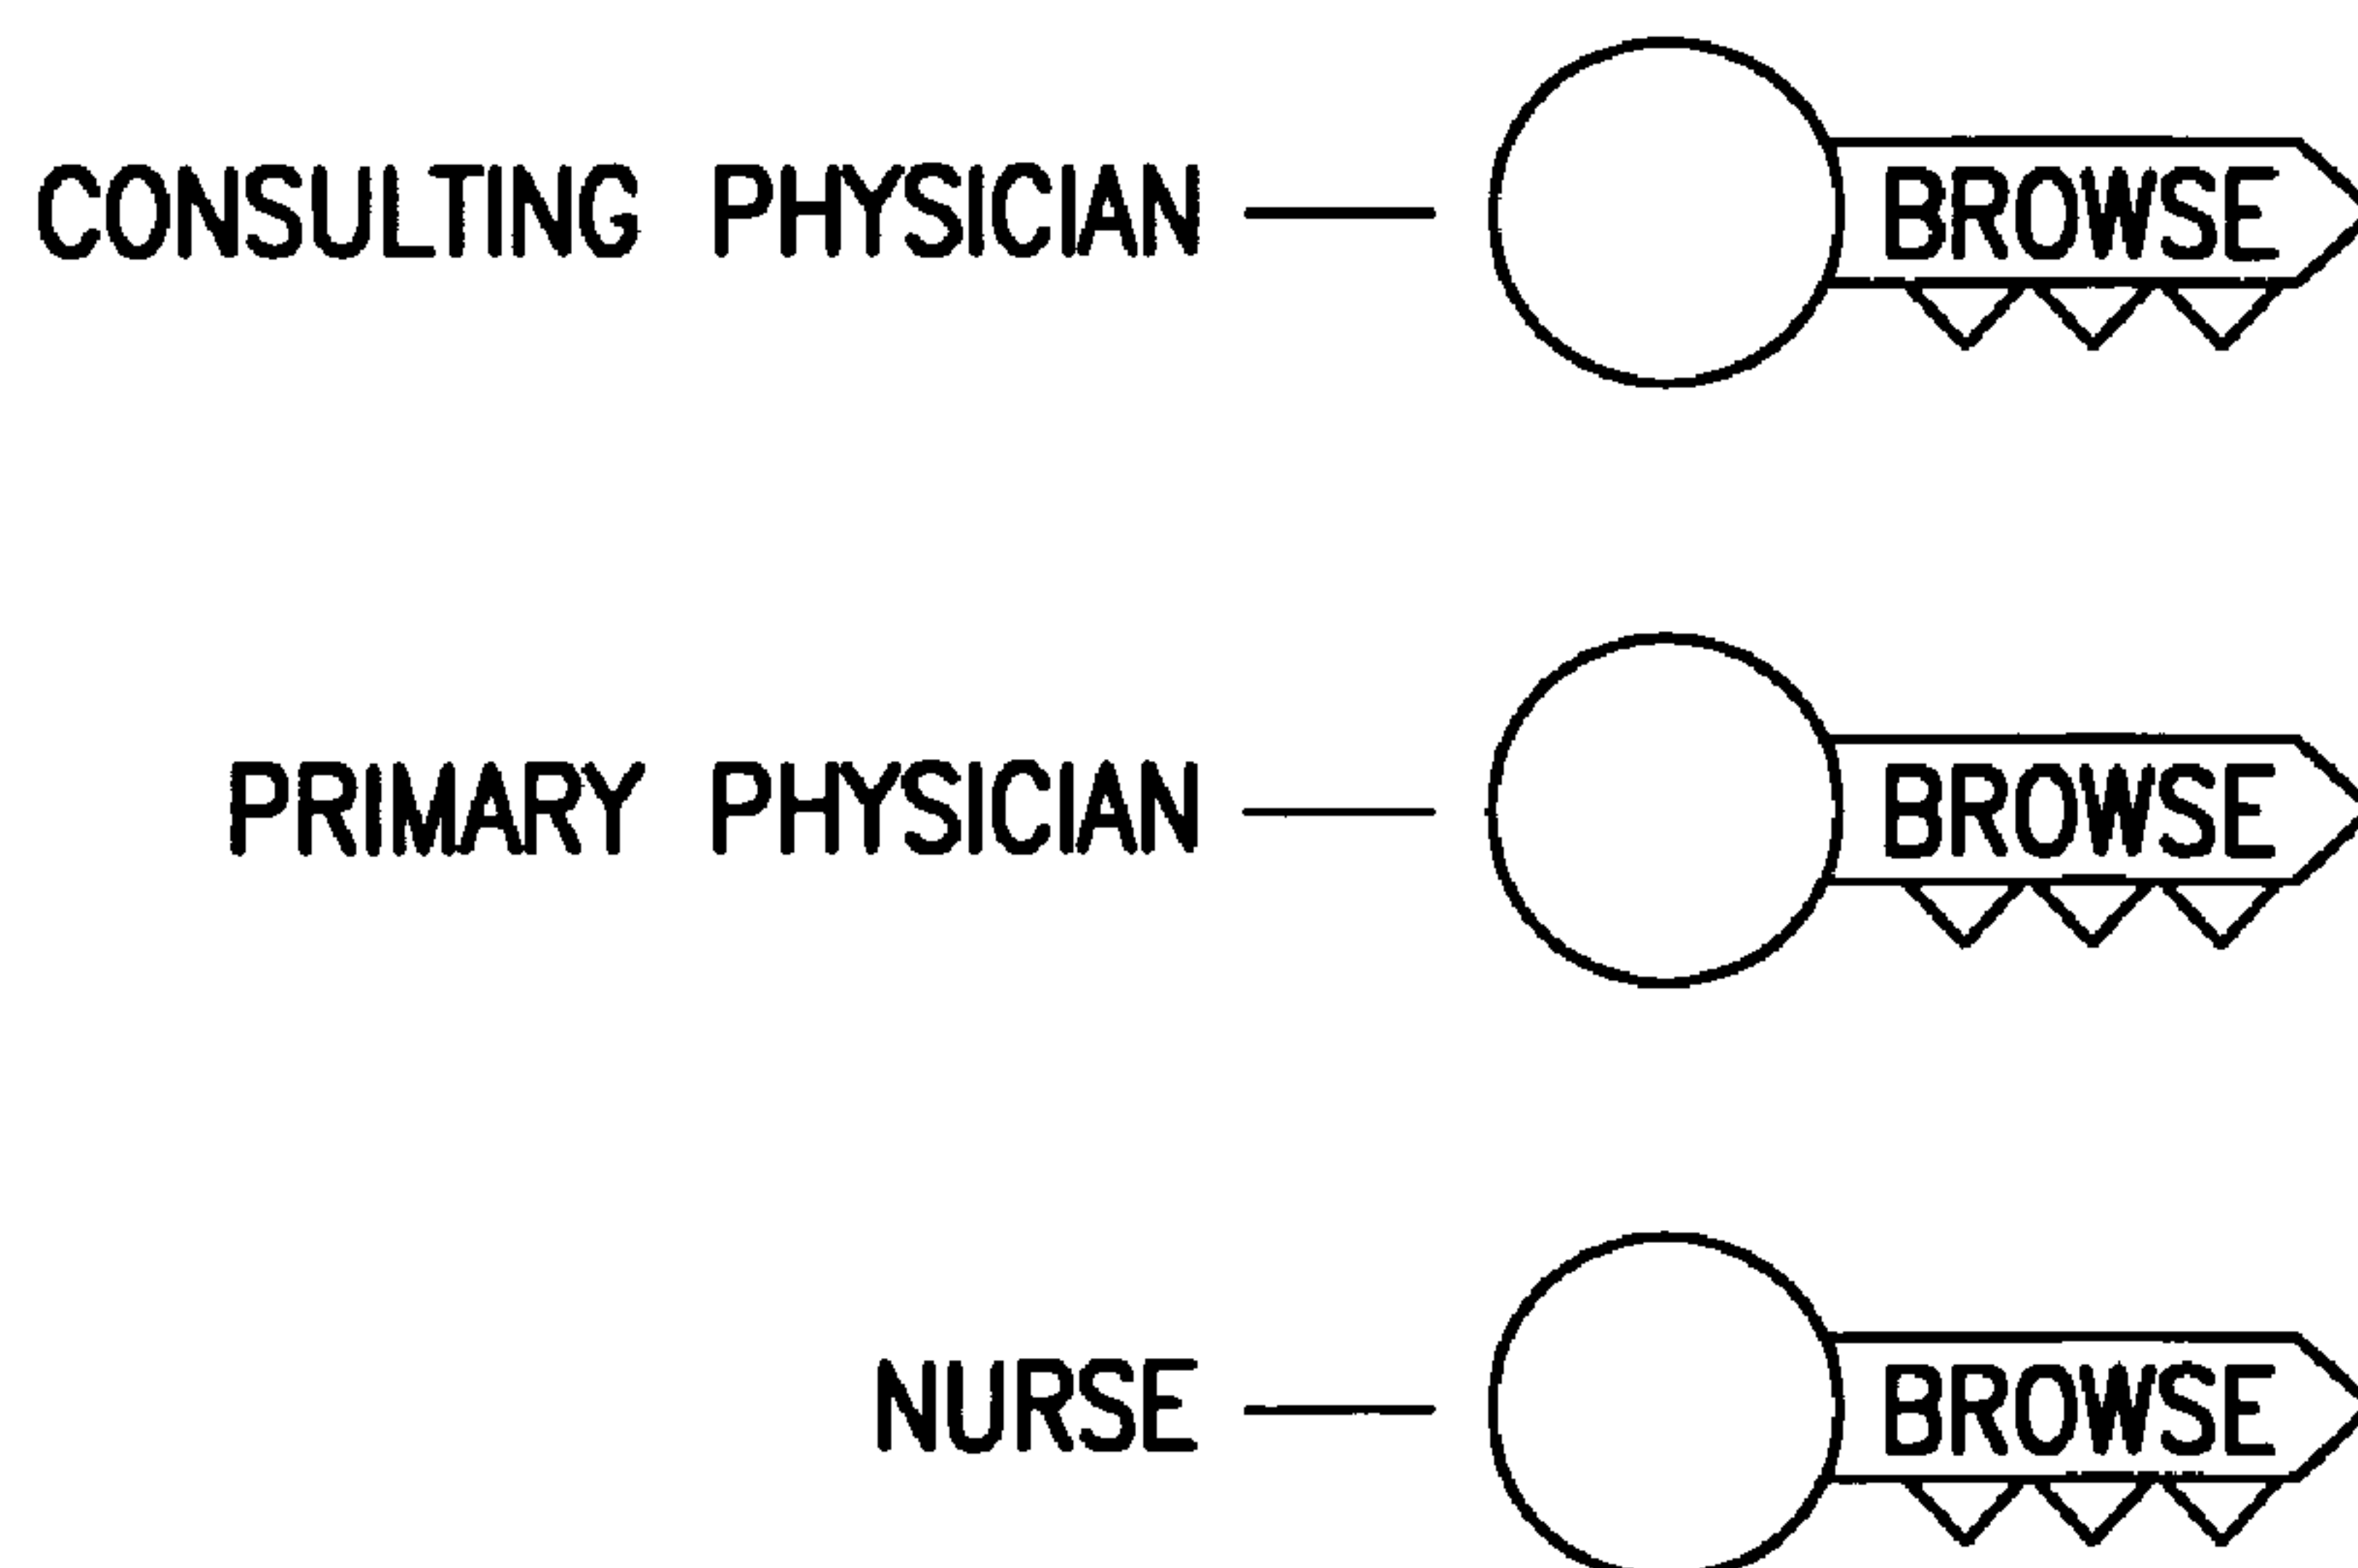 CONSULTING PHYSICIAN — BROWSE
PRIMARY PHYSICIAN — BROWSE
NURSE — BROWSE